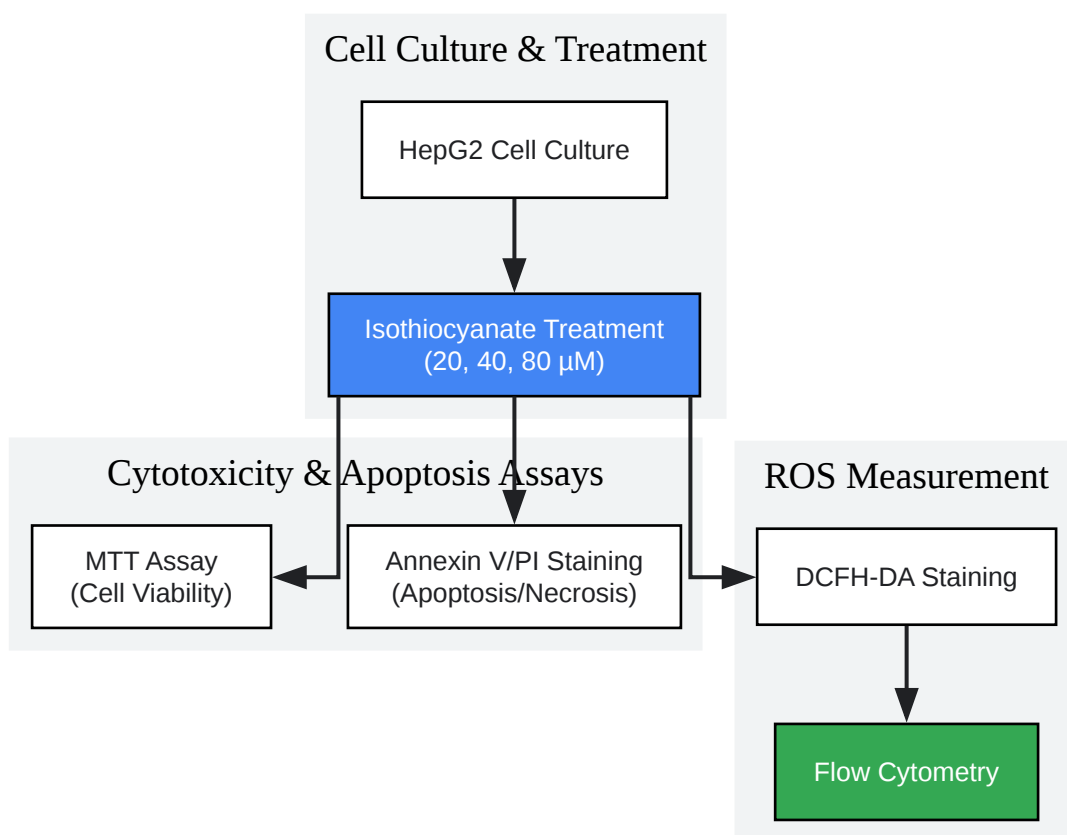 Cell Culture & Treatment
HepG2 Cell Culture
Isothiocyanate Treatment
(20, 40, 80 µM)
Cytotoxicity & Apoptosis Assays
MTT Assay
(Cell Viability)
Annexin V/PI Staining
(Apoptosis/Necrosis)
ROS Measurement
DCFH-DA Staining
Flow Cytometry